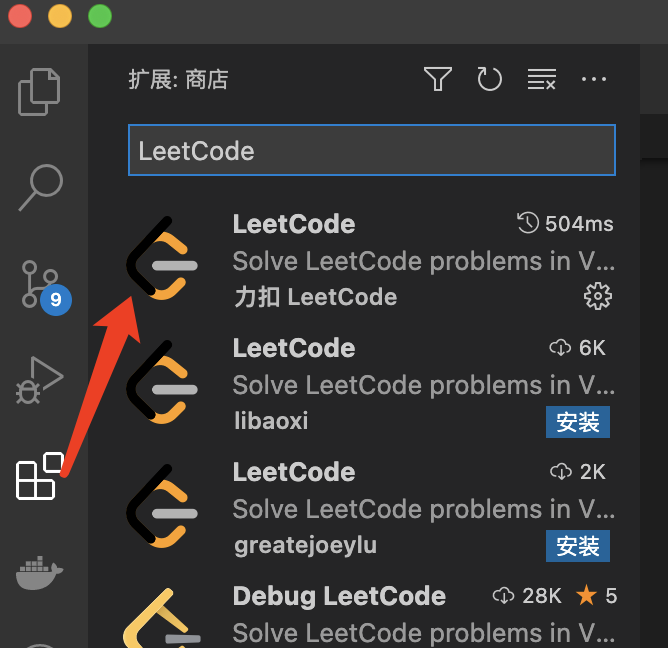 扩展: 商店
LeetCode
LeetCode 504ms
Solve LeetCode problems in V...
力扣 LeetCode
9
LeetCode 6K
Solve LeetCode problems in V...
libaoxi 安装
LeetCode 2K
Solve LeetCode problems in V...
greatejoeylu 安装
Debug LeetCode 28K 5
Solve LeetCode problems in V...